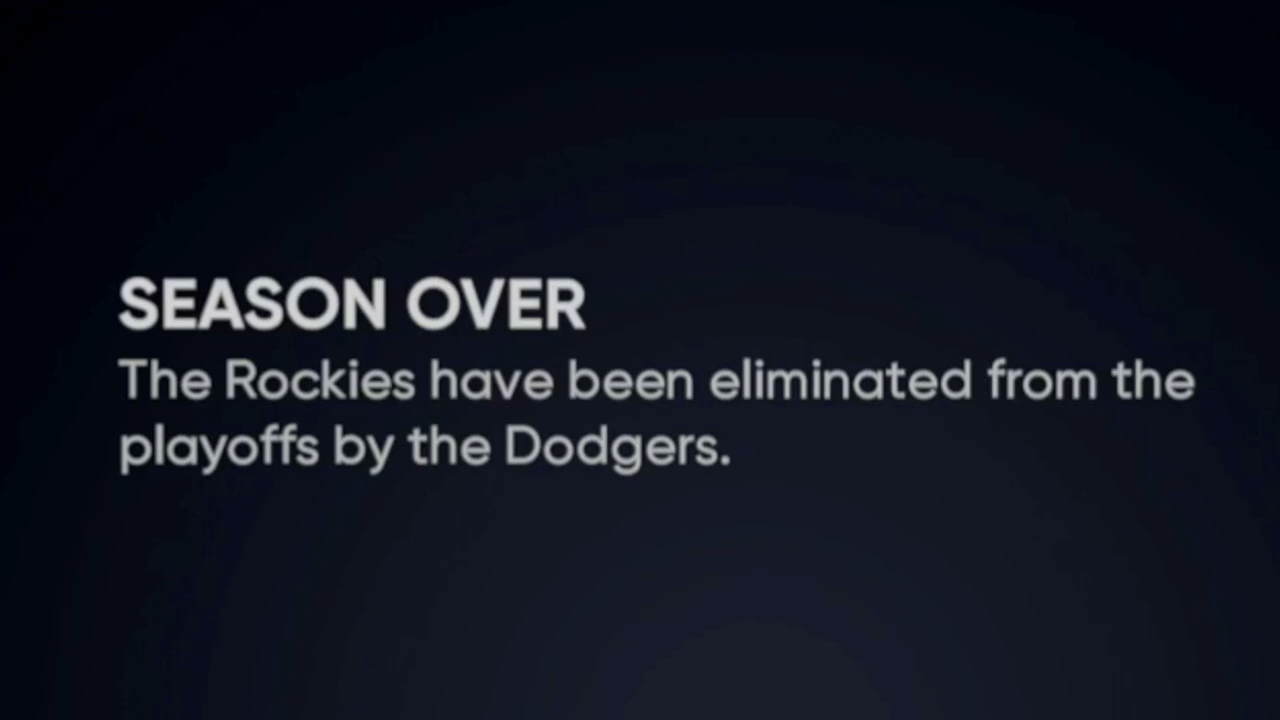 SEASON OVER
The Rockies have been eliminated from the
playoffs by the Dodgers.